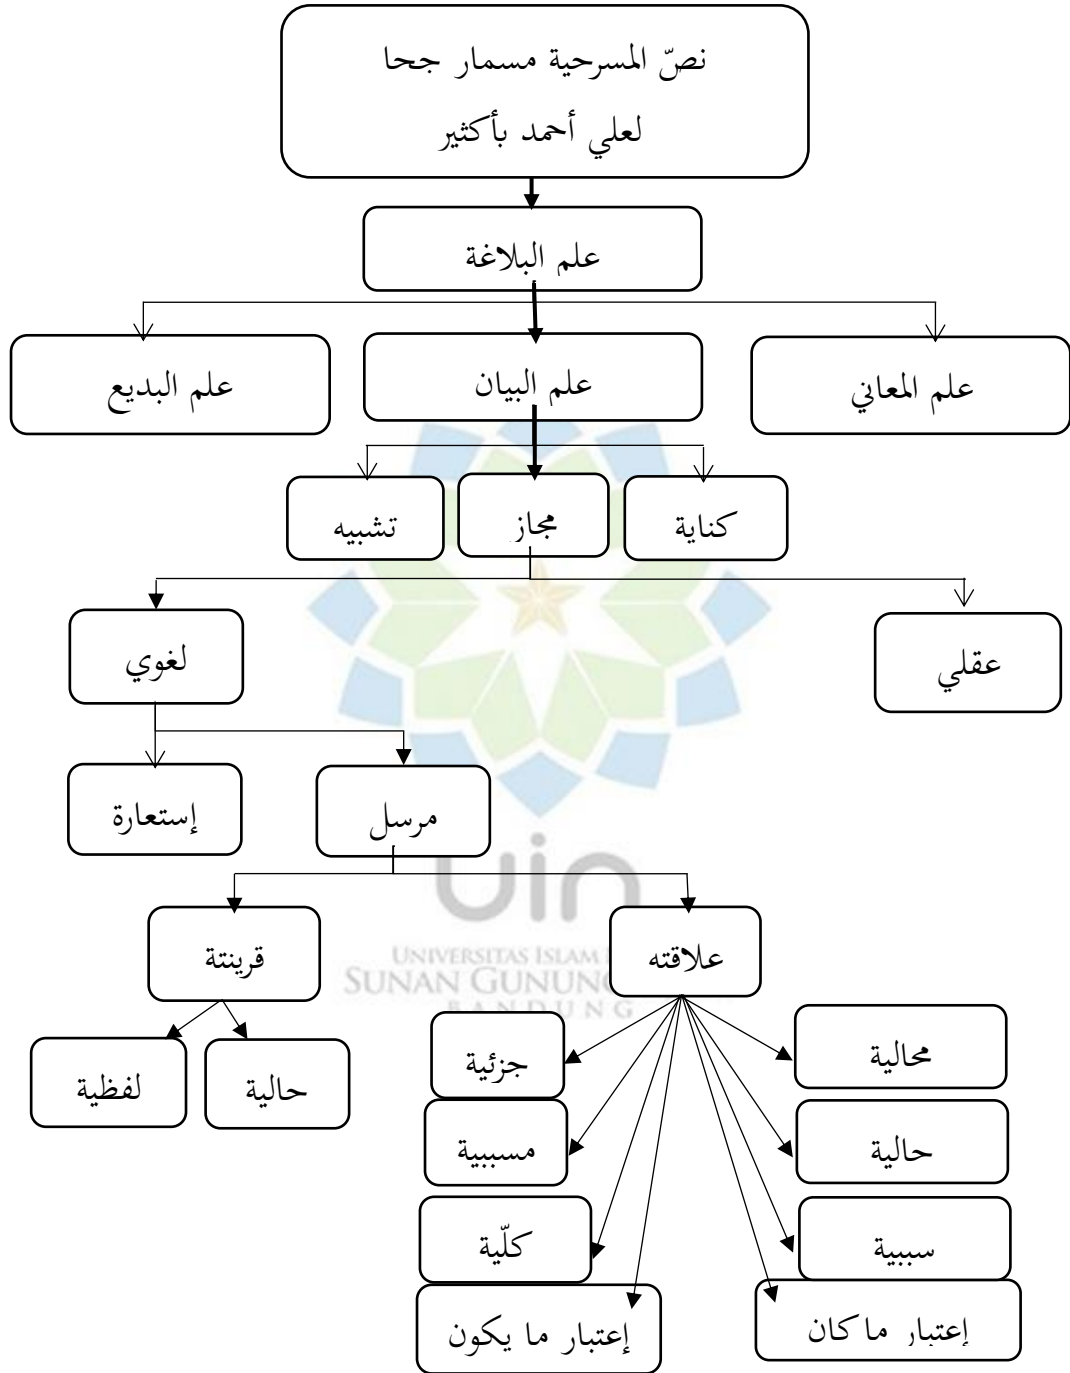 نصّ المسرحية مسمار جحا
لعلي أحمد بأكثير
علم البلاغة
علم المعاني
علم البيان
علم البديع
كناية
مجاز
تشبيه
عقلي
لغوي
مرسل
إستعارة
علاقته
قرينتة
حالية
لفظية
محالية
جزئية
حالية
مسببية
سببية
كلّية
إعتبار ما كان
إعتبار ما يكون
uin
UNIVERSITAS ISLAM
SUNAN GUNUNG
BANDUNG